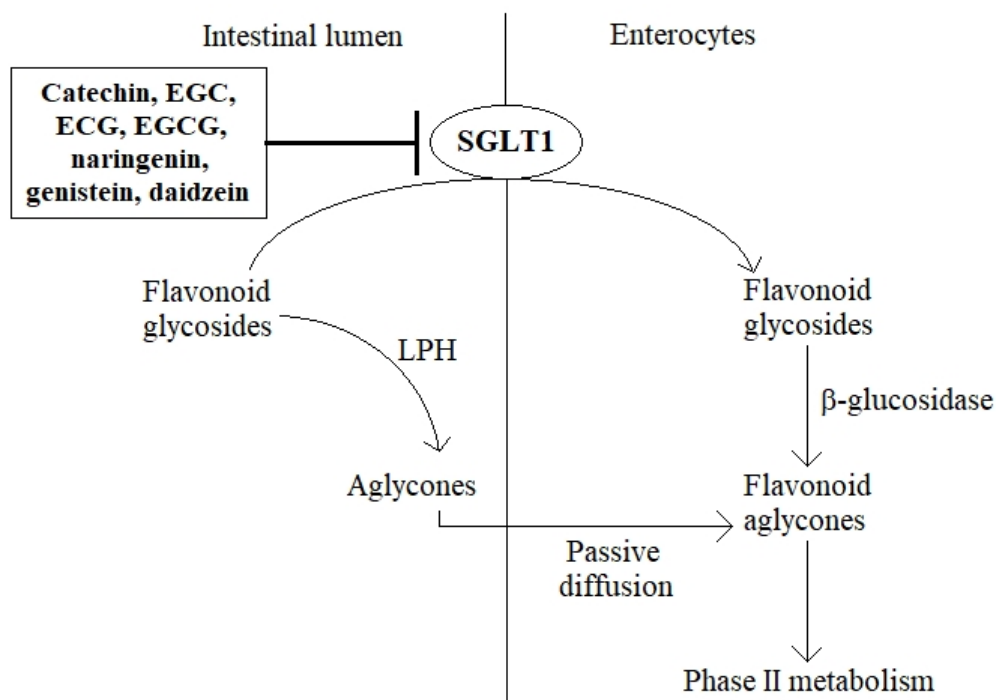 Intestinal lumen
Enterocytes
Catechin, EGC,
ECG, EGCG,
naringenin,
genistein, daidzein
SGLT1
Flavonoid
glycosides
Flavonoid
glycosides
LPH
β-glucosidase
Aglycones
Flavonoid
aglycones
Passive
diffusion
Phase II metabolism